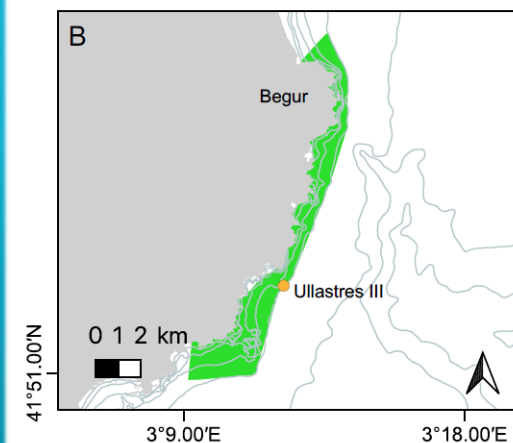 B
Begur
Ullastres III
0 1 2 km
41°51.00′N
3°9.00′E
3°18.00′E